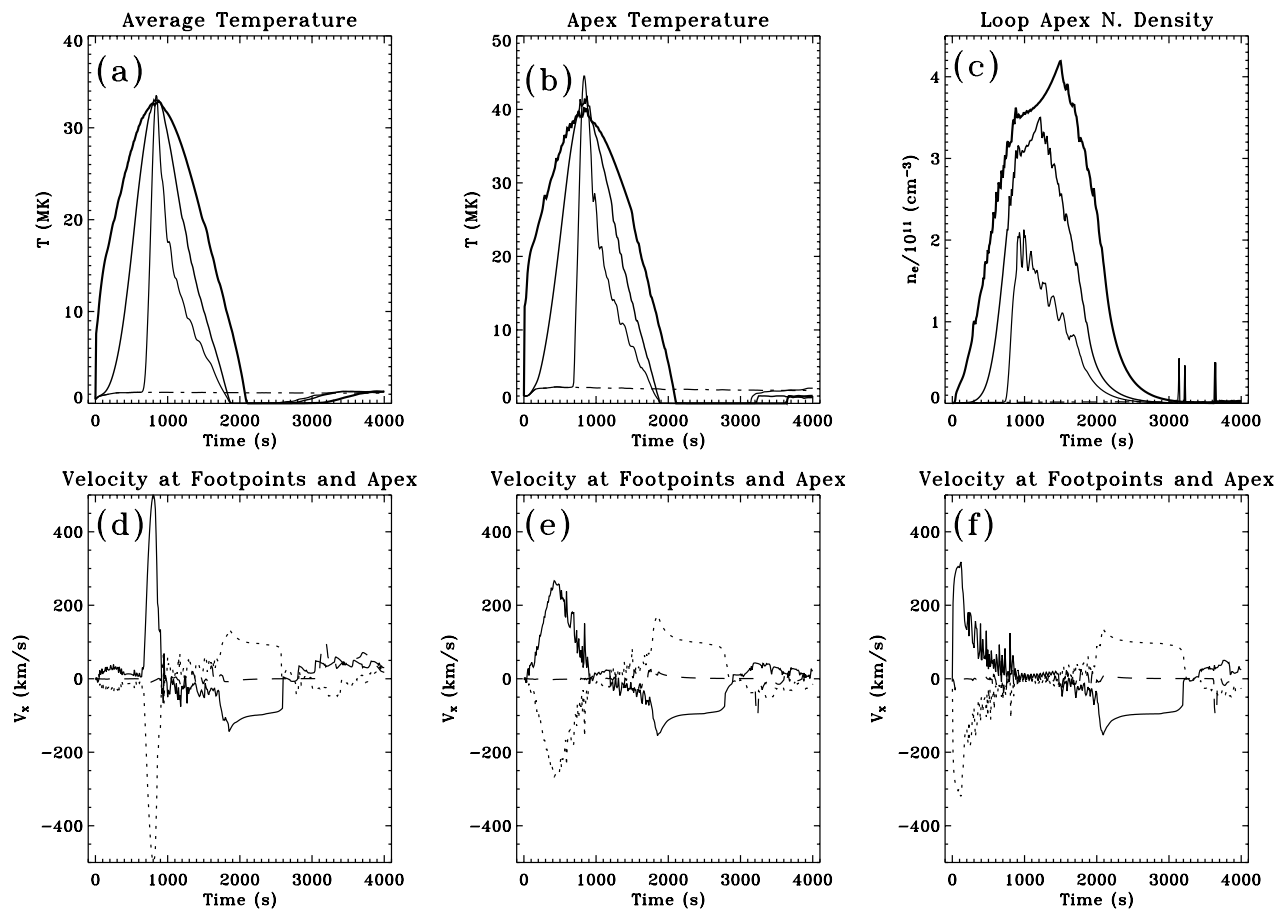 Average Temperature
Apex Temperature
Loop Apex N. Density
(a)
(b)
(c)
40
30
20
10
0
T (MK)
50
40
30
20
10
0
T (MK)
4
3
2
1
0
nₑ/10¹¹ (cm⁻³)
0 1000 2000 3000 4000
Time (s)
0 1000 2000 3000 4000
Time (s)
0 1000 2000 3000 4000
Time (s)
Velocity at Footpoints and Apex
Velocity at Footpoints and Apex
Velocity at Footpoints and Apex
(d)
(e)
(f)
400
200
0
−200
−400
Vₓ (km/s)
400
200
0
−200
−400
Vₓ (km/s)
400
200
0
−200
−400
Vₓ (km/s)
0 1000 2000 3000 4000
Time (s)
0 1000 2000 3000 4000
Time (s)
0 1000 2000 3000 4000
Time (s)